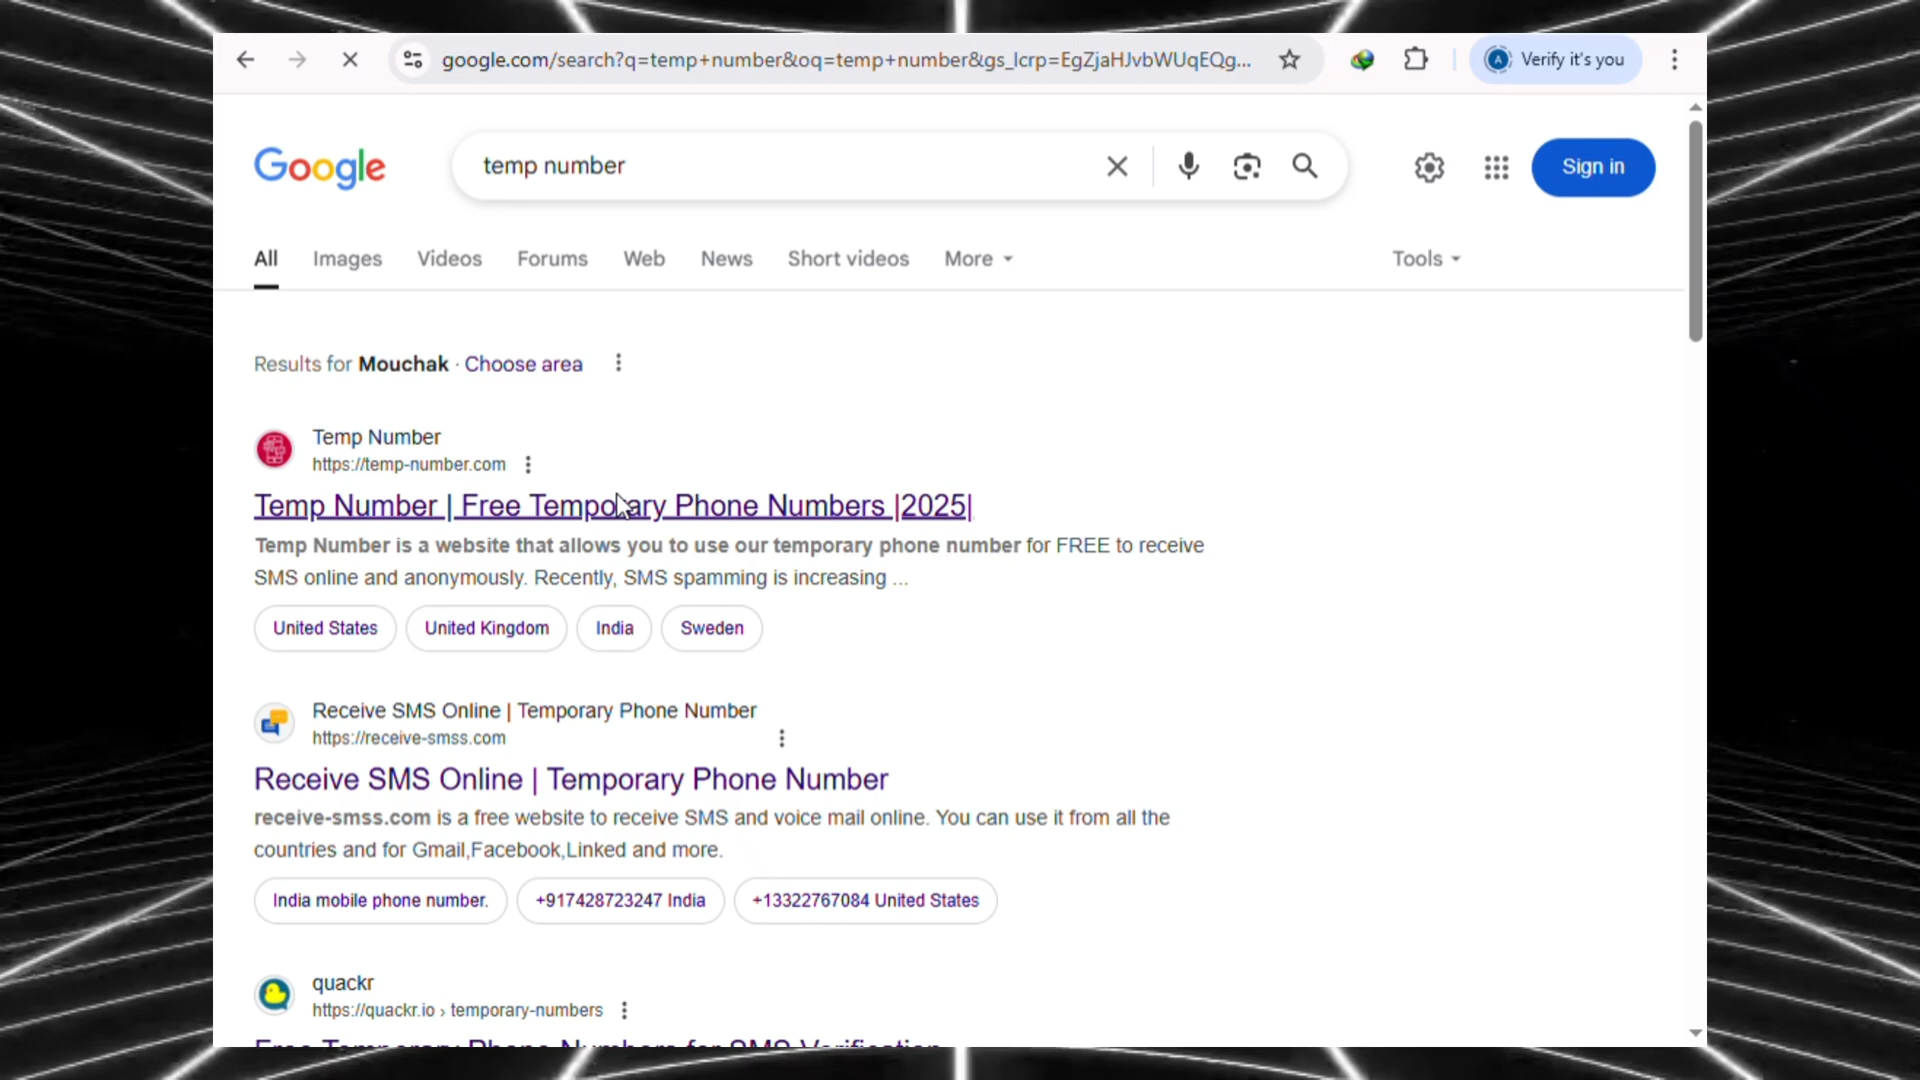 google.com/search?q=temp+number&oq=temp+number&gs_lcrp=EgZjaHJvbWUqEQg...
Verify it's you
Google
temp number
Sign in
All Images Videos Forums Web News Short videos More Tools
Results for Mouchak · Choose area
Temp Number
https://temp-number.com
Temp Number | Free Temporary Phone Numbers |2025|
Temp Number is a website that allows you to use our temporary phone number for FREE to receive
SMS online and anonymously. Recently, SMS spamming is increasing ...
United States United Kingdom India Sweden
Receive SMS Online | Temporary Phone Number
https://receive-smss.com
Receive SMS Online | Temporary Phone Number
receive-smss.com is a free website to receive SMS and voice mail online. You can use it from all the
countries and for Gmail,Facebook,Linked and more.
India mobile phone number. +917428723247 India +13322767084 United States
quackr
https://quackr.io › temporary-numbers
Free Temporary Phone Numbers for SMS Verification